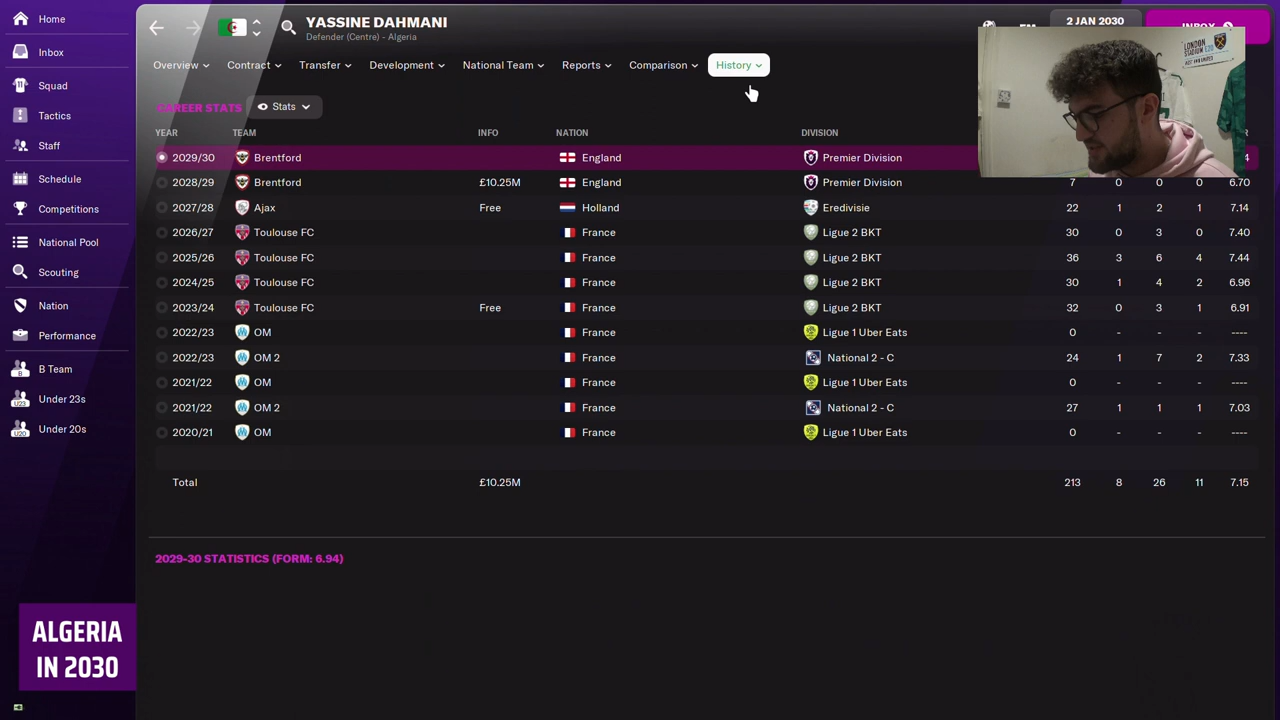 Home
Inbox
Squad
Tactics
Staff
Schedule
Competitions
National Pool
Scouting
Nation
Performance
B Team
Under 23s
Under 20s
ALGERIA
IN 2030
YASSINE DAHMANI
Defender (Centre) - Algeria
2 JAN 2030
LONDON
STADIUM E20
Overview Contract Transfer Development National Team Reports Comparison History
CAREER STATS Stats
YEAR TEAM INFO NATION DIVISION
2029/30 Brentford England Premier Division
2028/29 Brentford £10.25M England Premier Division 7 0 0 0 6.70
2027/28 Ajax Free Holland Eredivisie 22 1 2 1 7.14
2026/27 Toulouse FC France Ligue 2 BKT 30 0 3 0 7.40
2025/26 Toulouse FC France Ligue 2 BKT 36 3 6 4 7.44
2024/25 Toulouse FC France Ligue 2 BKT 30 1 4 2 6.96
2023/24 Toulouse FC Free France Ligue 2 BKT 32 0 3 1 6.91
2022/23 OM France Ligue 1 Uber Eats 0 - - - ----
2022/23 OM 2 France National 2 - C 24 1 7 2 7.33
2021/22 OM France Ligue 1 Uber Eats 0 - - - ----
2021/22 OM 2 France National 2 - C 27 1 1 1 7.03
2020/21 OM France Ligue 1 Uber Eats 0 - - - ----
Total £10.25M 213 8 26 11 7.15
2029-30 STATISTICS (FORM: 6.94)